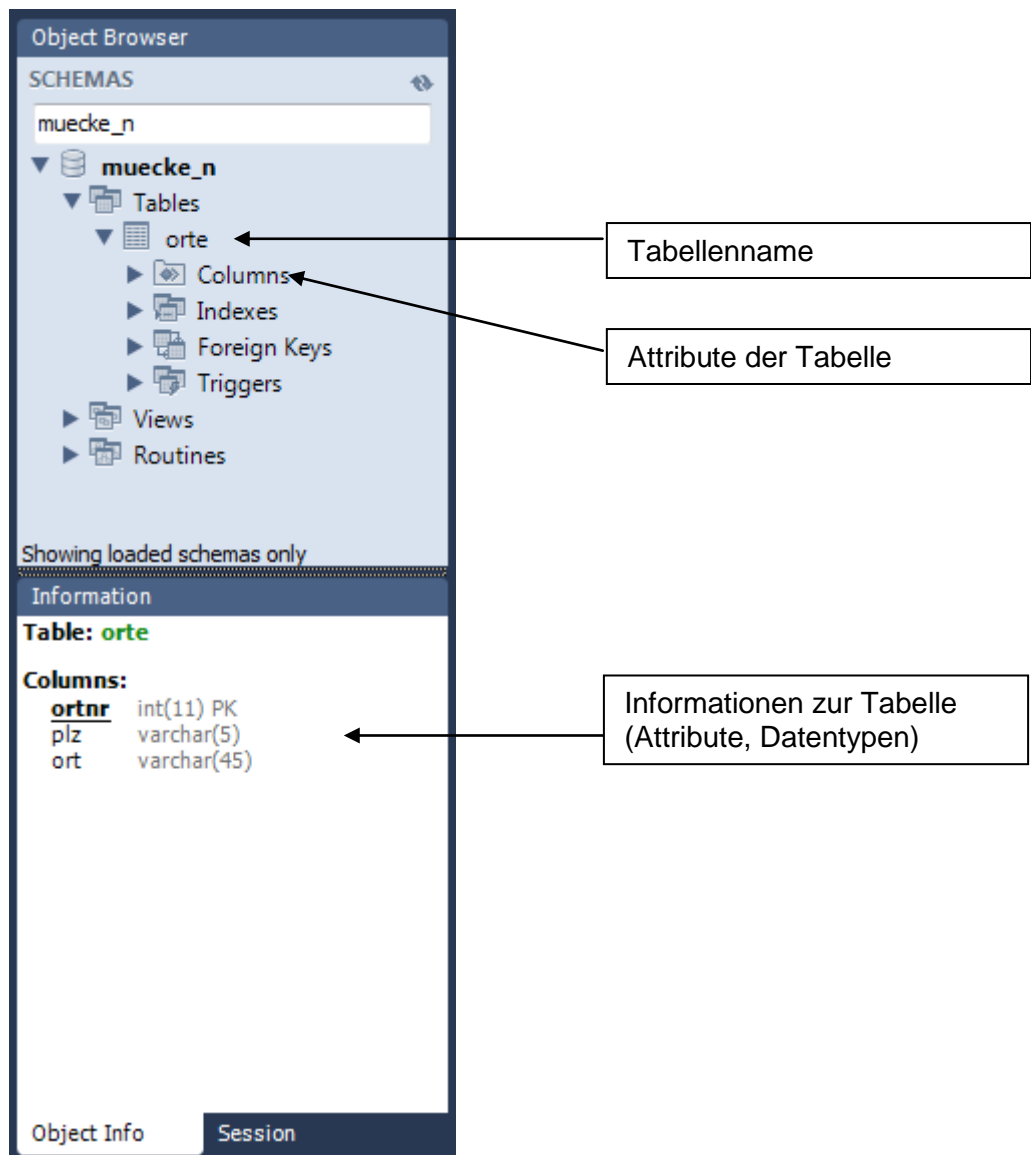 Object Browser
SCHEMAS
muecke_n
muecke_n
Tables
orte
Tabellenname
Columns
Indexes
Foreign Keys
Attribute der Tabelle
Triggers
Views
Routines
Showing loaded schemas only
Information
Table: orte
Columns:
ortnr int(11) PK
plz varchar(5)
ort varchar(45)
Informationen zur Tabelle
(Attribute, Datentypen)
Object Info Session